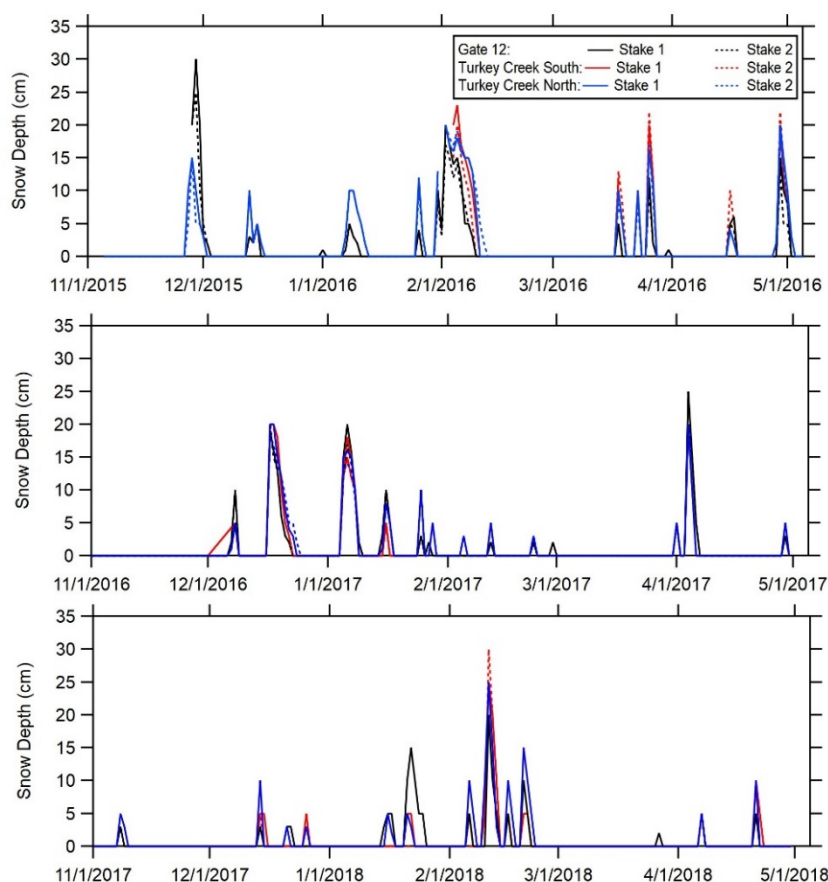 35
30
25
20
15
10
5
0
Snow Depth (cm)
Gate 12: Stake 1 Stake 2
Turkey Creek South: Stake 1 Stake 2
Turkey Creek North: Stake 1 Stake 2
11/1/2015 12/1/2015 1/1/2016 2/1/2016 3/1/2016 4/1/2016 5/1/2016
35
30
25
20
15
10
5
0
Snow Depth (cm)
11/1/2016 12/1/2016 1/1/2017 2/1/2017 3/1/2017 4/1/2017 5/1/2017
35
30
25
20
15
10
5
0
Snow Depth (cm)
11/1/2017 12/1/2017 1/1/2018 2/1/2018 3/1/2018 4/1/2018 5/1/2018